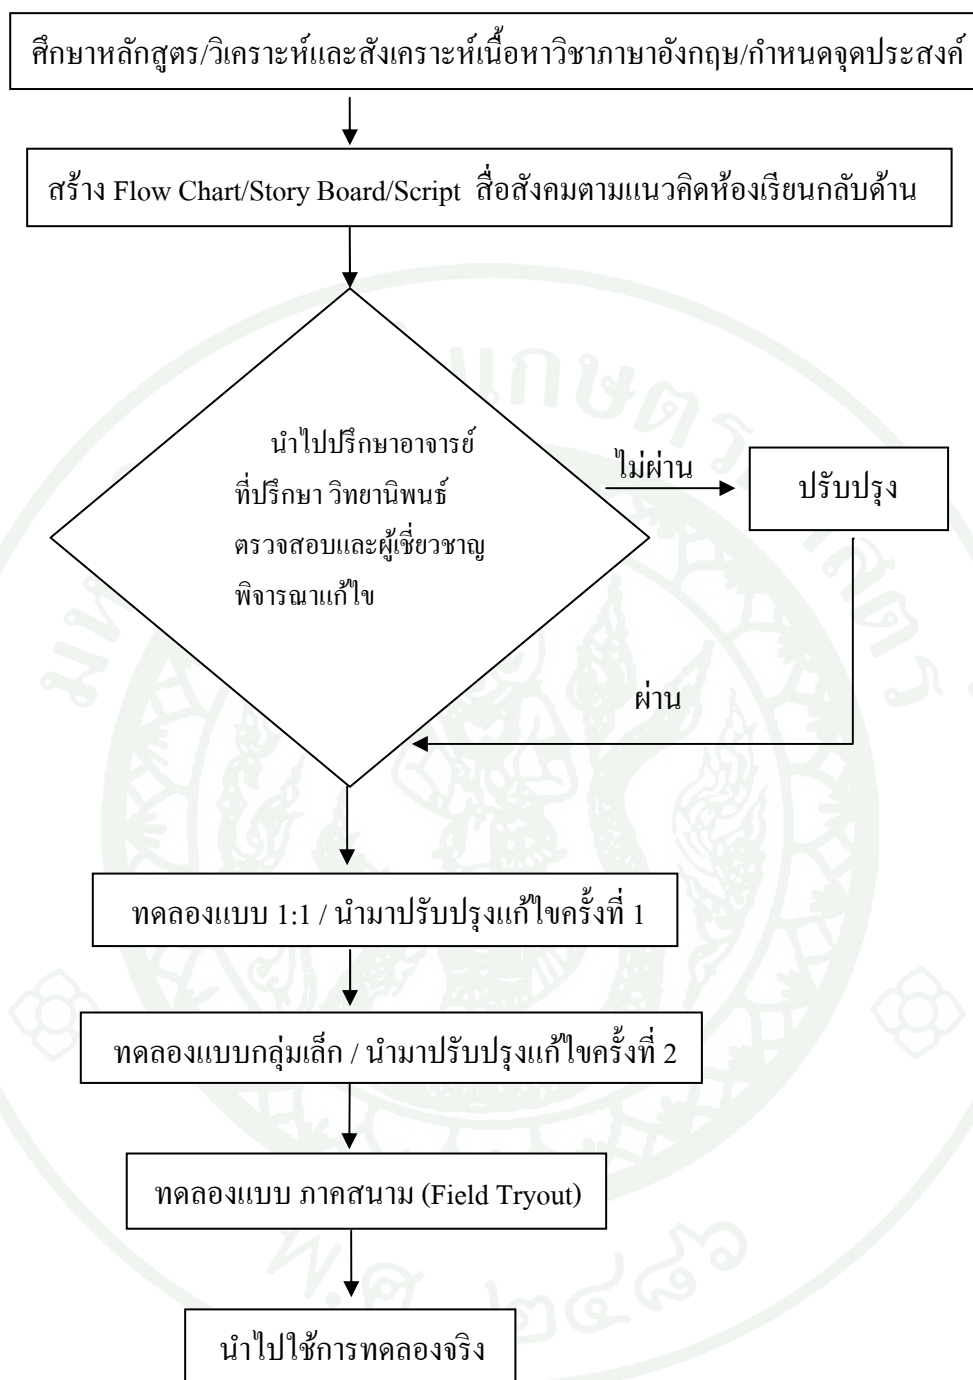 ศึกษาหลักสูตร/วิเคราะห์และสังเคราะห์เนื้อหาวิชาภาษาอังกฤษ/กำหนดจุดประสงค์
สร้าง Flow Chart/Story Board/Script สื่อสังคมตามแนวคิดห้องเรียนกลับด้าน
นำไปปรึกษาอาจารย์
ที่ปรึกษา วิทยานิพนธ์
ตรวจสอบและผู้เชี่ยวชาญ
พิจารณาแก้ไข
ไม่ผ่าน
ปรับปรุง
ผ่าน
ทดลองแบบ 1:1 / นำมาปรับปรุงแก้ไขครั้งที่ 1
ทดลองแบบกลุ่มเล็ก / นำมาปรับปรุงแก้ไขครั้งที่ 2
ทดลองแบบ ภาคสนาม (Field Tryout)
นำไปใช้การทดลองจริง
พ.ศ. ๒๔๘๖